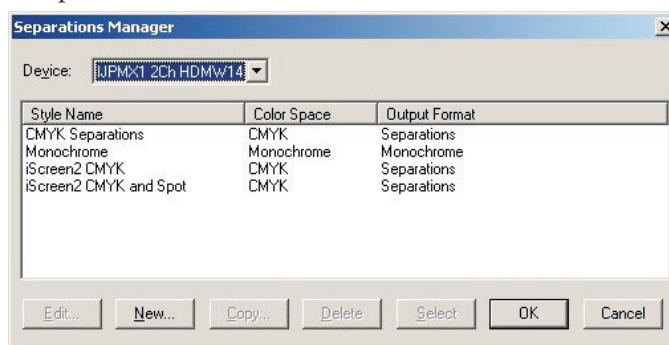 Separations Manager
Device: IJPMX1 2Ch HDMW14
Style Name Color Space Output Format
CMYK Separations CMYK Separations
Monochrome Monochrome Monochrome
iScreen2 CMYK CMYK Separations
iScreen2 CMYK and Spot CMYK Separations
Edit... New... Copy... Delete Select OK Cancel